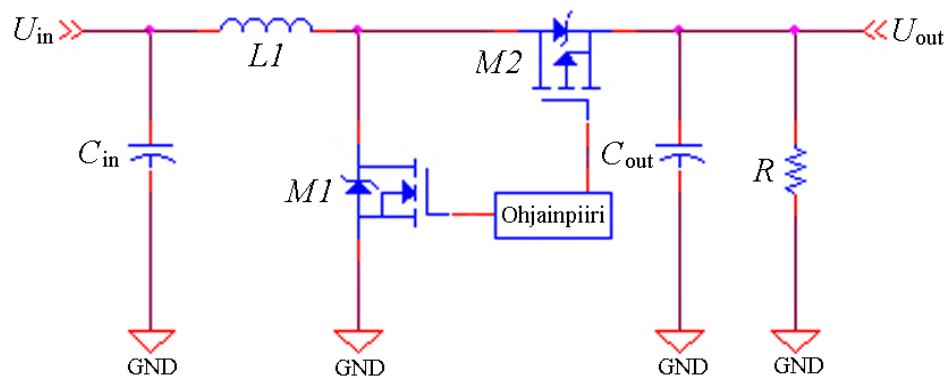 Uin
L1
M2
Uout
Cin
M1
Ohjainpiiri
Cout
R
GND
GND
GND
GND